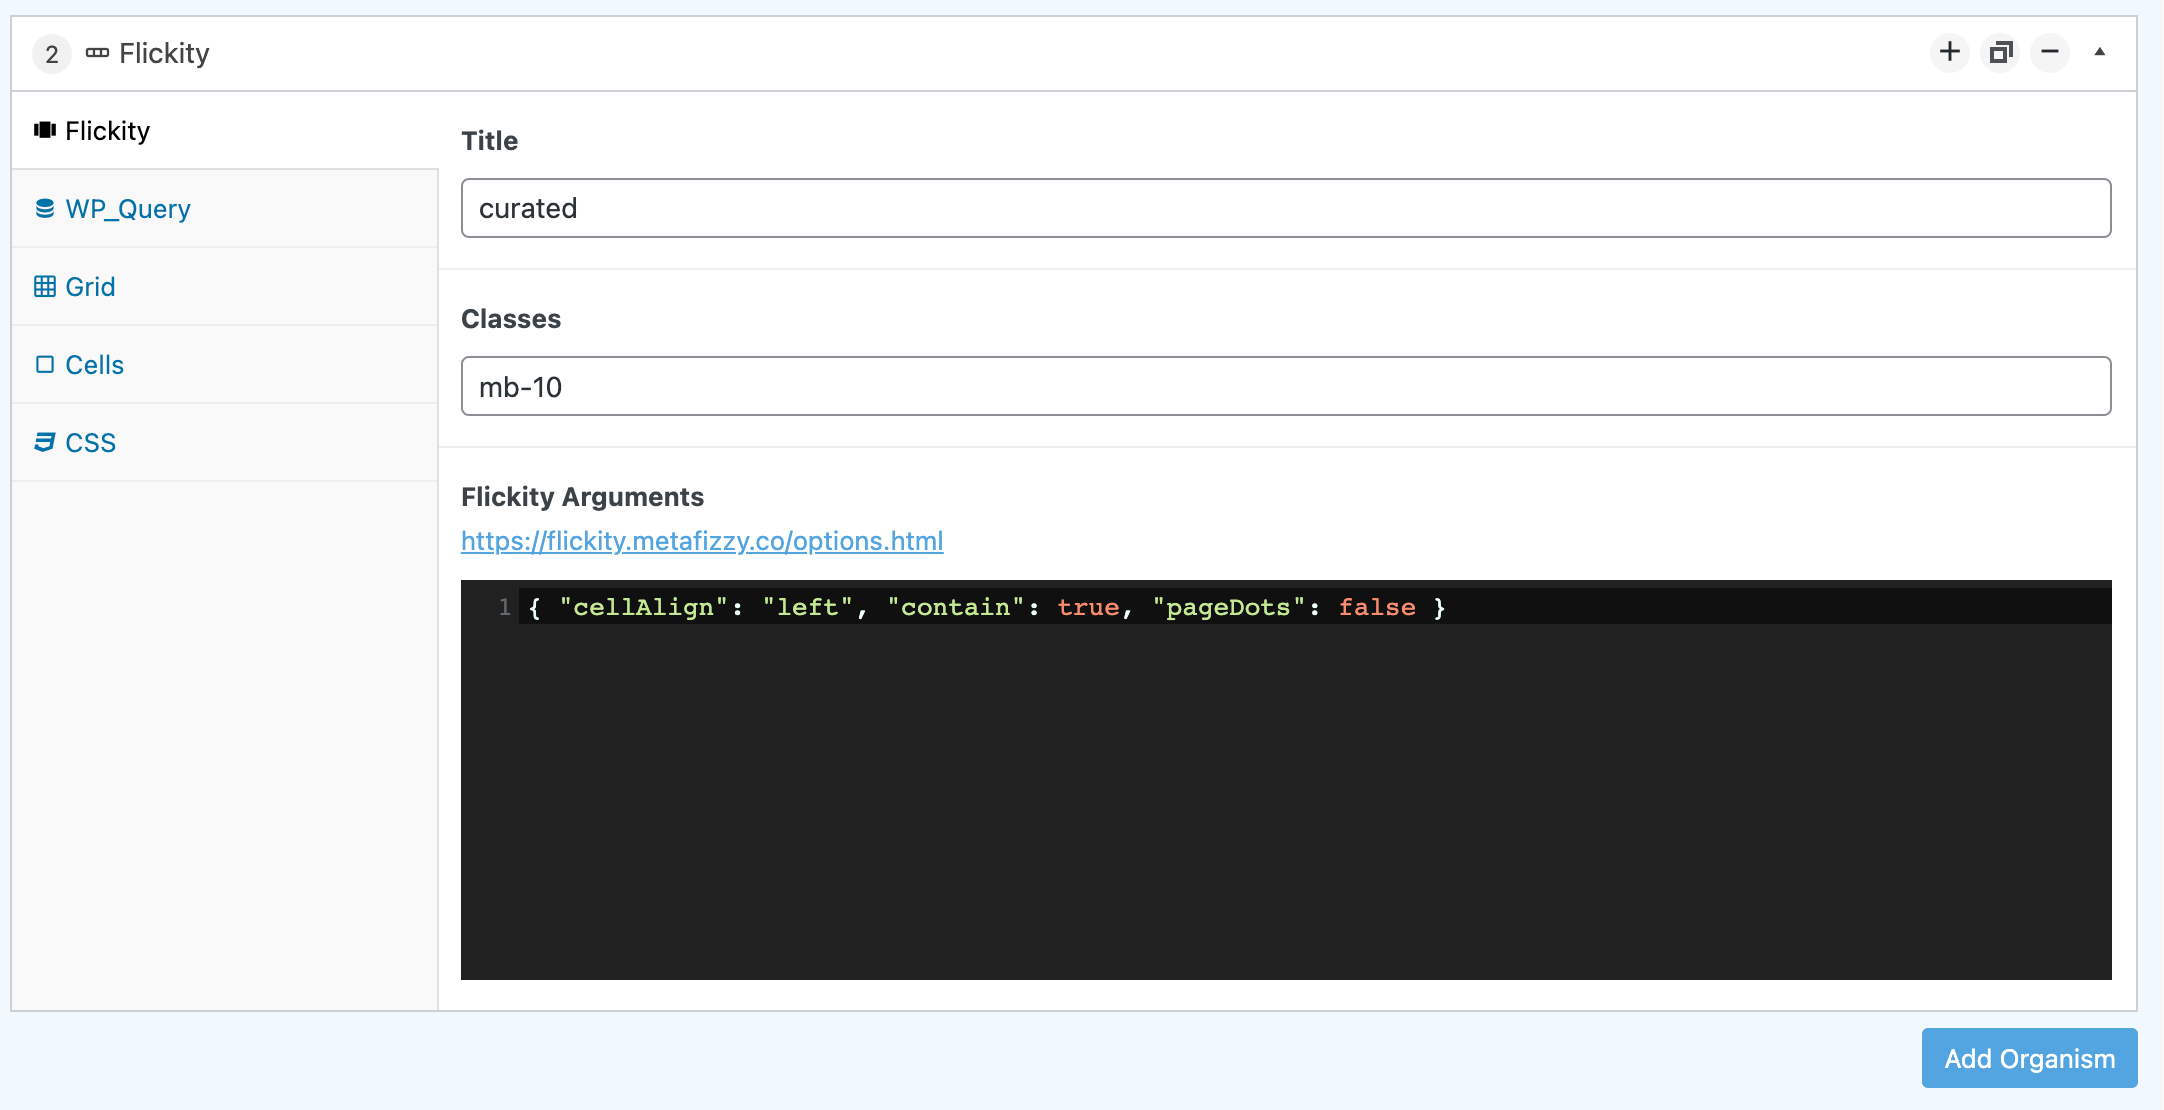 2 Flickity
Flickity
WP_Query
Grid
Cells
CSS
Title
curated
Classes
mb-10
Flickity Arguments
https://flickity.metafizzy.co/options.html
1 { "cellAlign": "left", "contain": true, "pageDots": false }
Add Organism